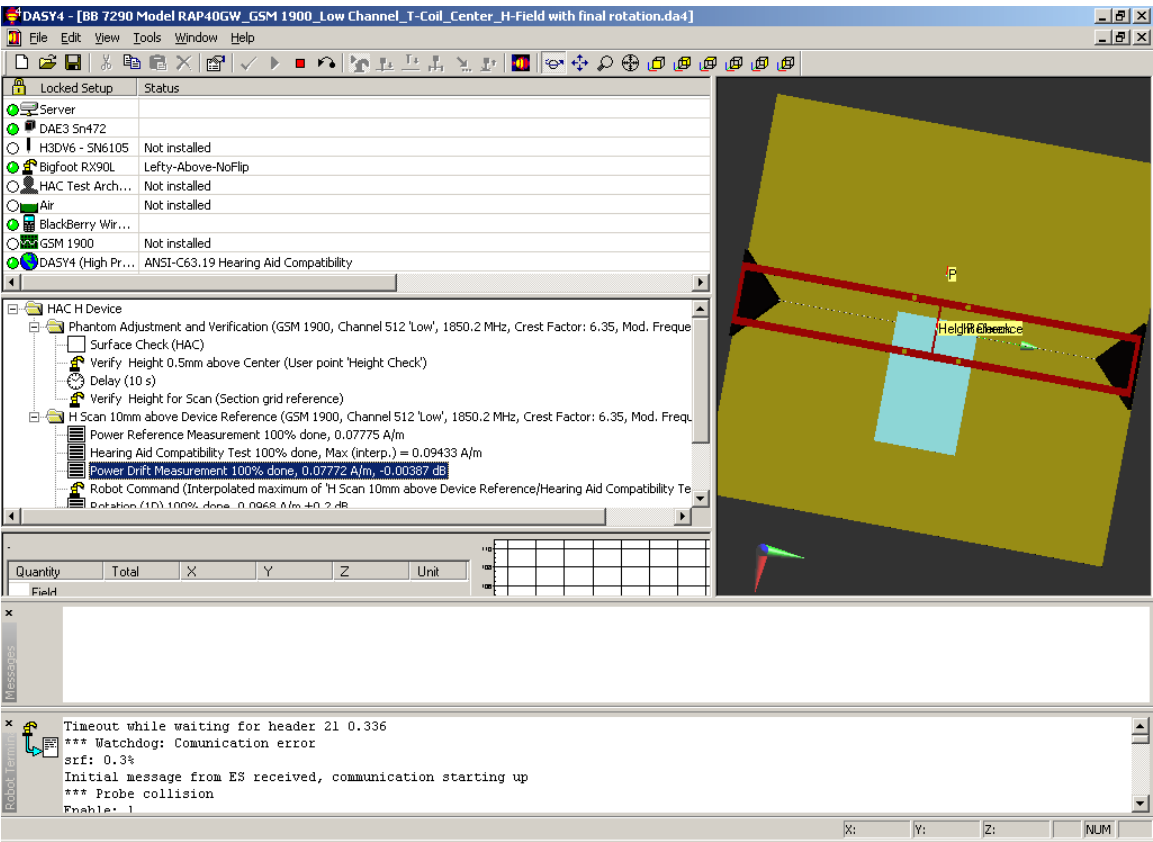 DASY4 - [BB 7290 Model RAP40GW_GSM 1900_Low Channel_T-Coil_Center_H-Field with final rotation.da4]
File Edit View Tools Window Help
Locked Setup Status
Server
DAE3 Sn472
H3DV6 - SN6105 Not installed
Bigfoot RX90L Lefty-Above-NoFlip
HAC Test Arch... Not installed
Air Not installed
BlackBerry Wir...
GSM 1900 Not installed
DASY4 (High Pr... ANSI-C63.19 Hearing Aid Compatibility
HAC H Device
Phantom Adjustment and Verification (GSM 1900, Channel 512 'Low', 1850.2 MHz, Crest Factor: 6.35, Mod. Freque
Surface Check (HAC)
Verify Height 0.5mm above Center (User point 'Height Check')
Delay (10 s)
Verify Height for Scan (Section grid reference)
H Scan 10mm above Device Reference (GSM 1900, Channel 512 'Low', 1850.2 MHz, Crest Factor: 6.35, Mod. Frequ
Power Reference Measurement 100% done, 0.07775 A/m
Hearing Aid Compatibility Test 100% done, Max (interp.) = 0.09433 A/m
Power Drift Measurement 100% done, 0.07772 A/m, -0.00387 dB
Robot Command (Interpolated maximum of 'H Scan 10mm above Device Reference/Hearing Aid Compatibility Te
Rotation (1D) 100% done, 0.0968 A/m ±0.2 dB
P
-
Quantity Total X Y Z Unit
Field
Messages
Timeout while waiting for header 21 0.336
*** Watchdog: Comunication error
srf: 0.3%
Initial message from ES received, communication starting up
*** Probe collision
Enable: 1
Robot Termin
X: Y: Z: NUM